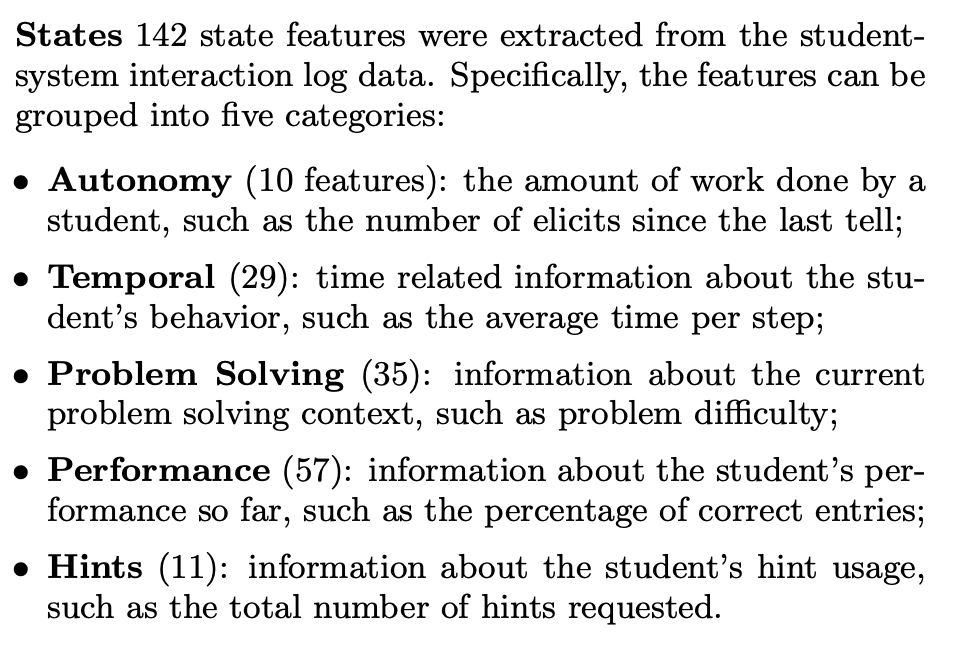 States 142 state features were extracted from the student-
system interaction log data. Specifically, the features can be
grouped into five categories:
• Autonomy (10 features): the amount of work done by a
student, such as the number of elicits since the last tell;
• Temporal (29): time related information about the stu-
dent's behavior, such as the average time per step;
• Problem Solving (35): information about the current
problem solving context, such as problem difficulty;
• Performance (57): information about the student's per-
formance so far, such as the percentage of correct entries;
• Hints (11): information about the student's hint usage,
such as the total number of hints requested.